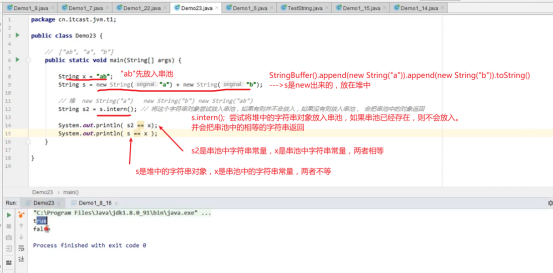 Demo1_6.java
Demo1_7.java
Demo1_22.java
Demo23.java
Demo1_8.java
TestString.java
Demo1_15.java
Demo1_14.java
package cn.itcast.jvm.t1;
public class Demo23 {
// ["ab", "a", "b"]
public static void main(String[] args) {
"ab"先放入串池
String x = "ab";
String s = new String( original: "a") + new String( original: "b");
StringBuffer().append(new String("a")).append(new String("b")).toString()
--->s是new出来的，放在堆中
// 堆 new String("a") new String("b") new String("ab")
String s2 = s.intern(); // 将这个字符串对象尝试放入串池，如果有则并不会放入，如果没有则放入串池， 会把串池中的对象返回
s.intern(); 尝试将堆中的字符串对象放入串池，如果串池已经存在，则不会放入。
并会把串池中的相等的字符串返回
System.out.println( s2 == x);
System.out.println( s == x );
s2是串池中字符串常量，x是串池中字符串常量，两者相等
s是堆中的字符串对象，x是串池中的字符串常量，两者不等
}
}
Demo23 > main()
Run: Demo23 Demo1_8_16
"C:\Program Files\Java\jdk1.8.0_91\bin\java.exe" ...
true
false
Process finished with exit code 0